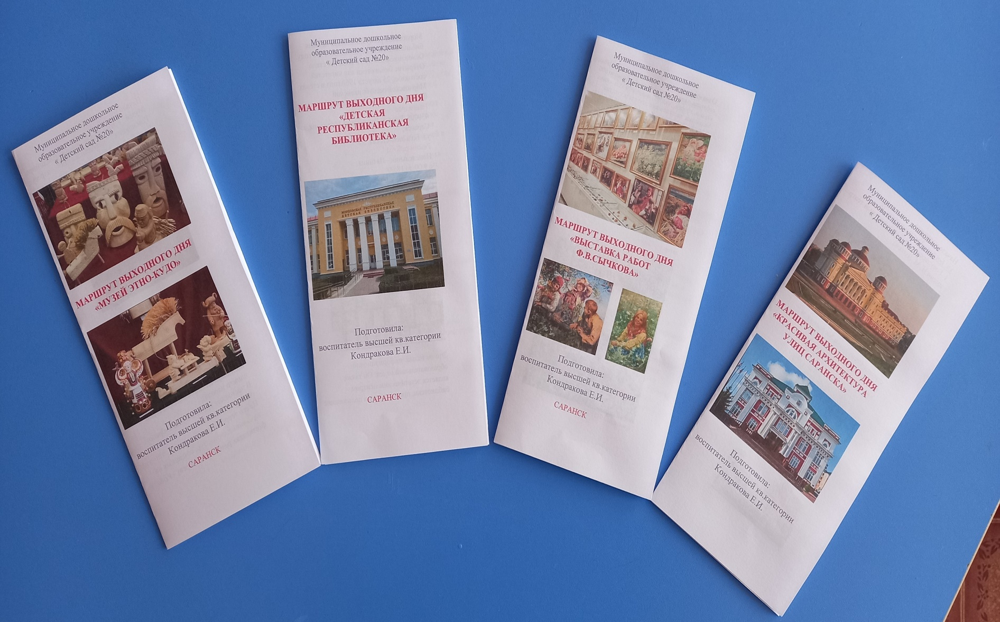 Муниципальное дошкольное
образовательное учреждение
« Детский сад №20»
МАРШРУТ ВЫХОДНОГО ДНЯ
«МУЗЕЙ ЭТНО-КУДО»
Подготовила:
воспитатель высшей кв.категории
Кондракова Е.И.
САРАНСК
Муниципальное дошкольное
образовательное учреждение
« Детский сад №20»
МАРШРУТ ВЫХОДНОГО ДНЯ
«ДЕТСКАЯ
РЕСПУБЛИКАНСКАЯ
БИБЛИОТЕКА»
МОРДОВСКАЯ РЕСПУБЛИКАНСКАЯ
ДЕТСКАЯ БИБЛИОТЕКА
Подготовила:
воспитатель высшей кв.категории
Кондракова Е.И.
САРАНСК
Муниципальное дошкольное
образовательное учреждение
« Детский сад №20»
МАРШРУТ ВЫХОДНОГО ДНЯ
«ВЫСТАВКА РАБОТ
Ф.В.СЫЧКОВА»
Подготовила:
воспитатель высшей кв.категории
Кондракова Е.И.
САРАНСК
Муниципальное дошкольное
образовательное учреждение
« Детский сад №20»
МАРШРУТ ВЫХОДНОГО ДНЯ
«КРАСИВАЯ АРХИТЕКТУРА
УЛИЦ САРАНСКА»
Подготовила:
воспитатель высшей кв.категории
Кондракова Е.И.